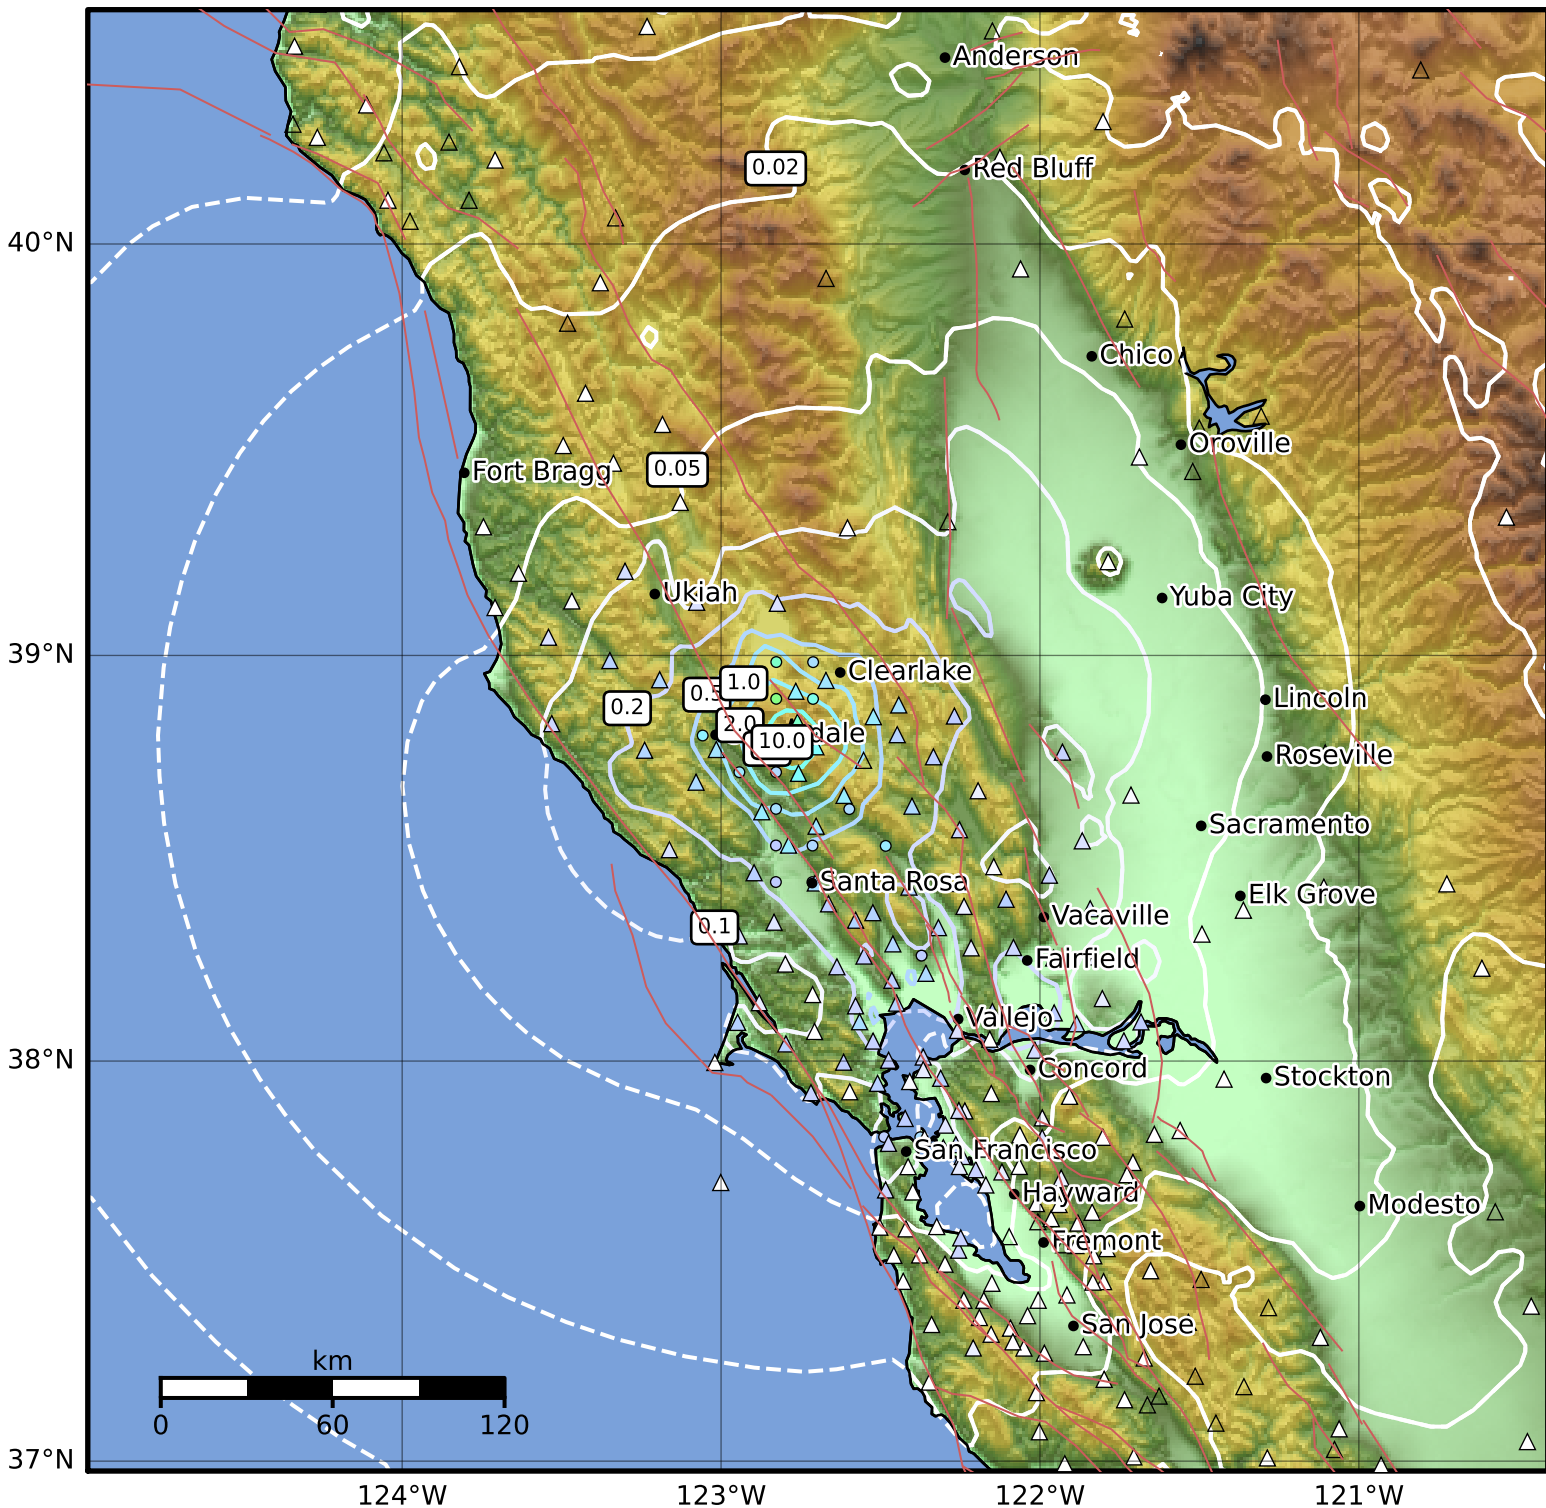 Anderson
0.02
Red Bluff
40°N
Chico
Oroville
0.05
Fort Bragg
Ukiah
Yuba City
39°N
Clearlake
1.0
0.2
Lincoln
2.0
10.0
Roseville
Sacramento
Santa Rosa
Elk Grove
Vacaville
0.1
Fairfield
Vallejo
38°N
Concord
Stockton
San Francisco
Hayward
Modesto
Fremont
San Jose
km
0 60 120
37°N
124°W 123°W 122°W 121°W